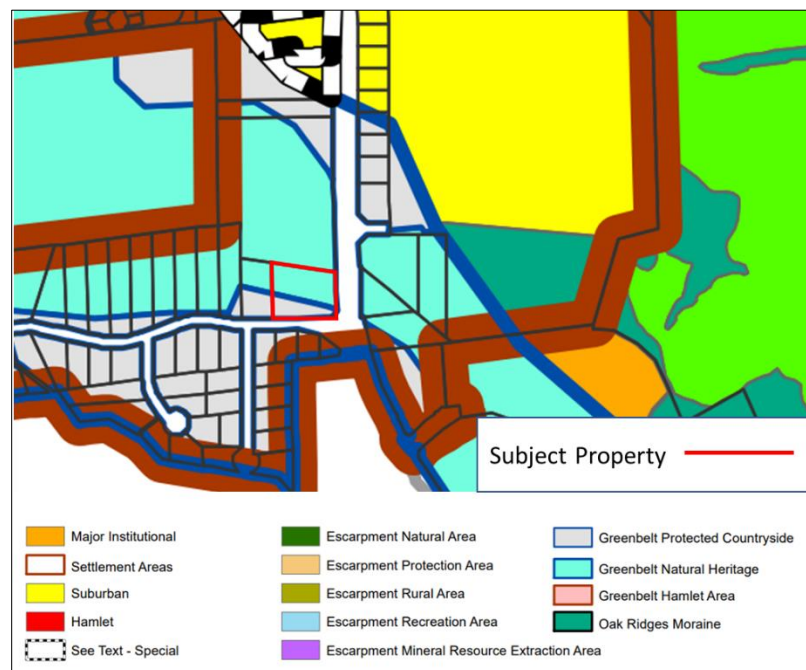 Subject Property
Major Institutional
Settlement Areas
Suburban
Hamlet
See Text - Special
Escarpment Natural Area
Escarpment Protection Area
Escarpment Rural Area
Escarpment Recreation Area
Escarpment Mineral Resource Extraction Area
Greenbelt Protected Countryside
Greenbelt Natural Heritage
Greenbelt Hamlet Area
Oak Ridges Moraine